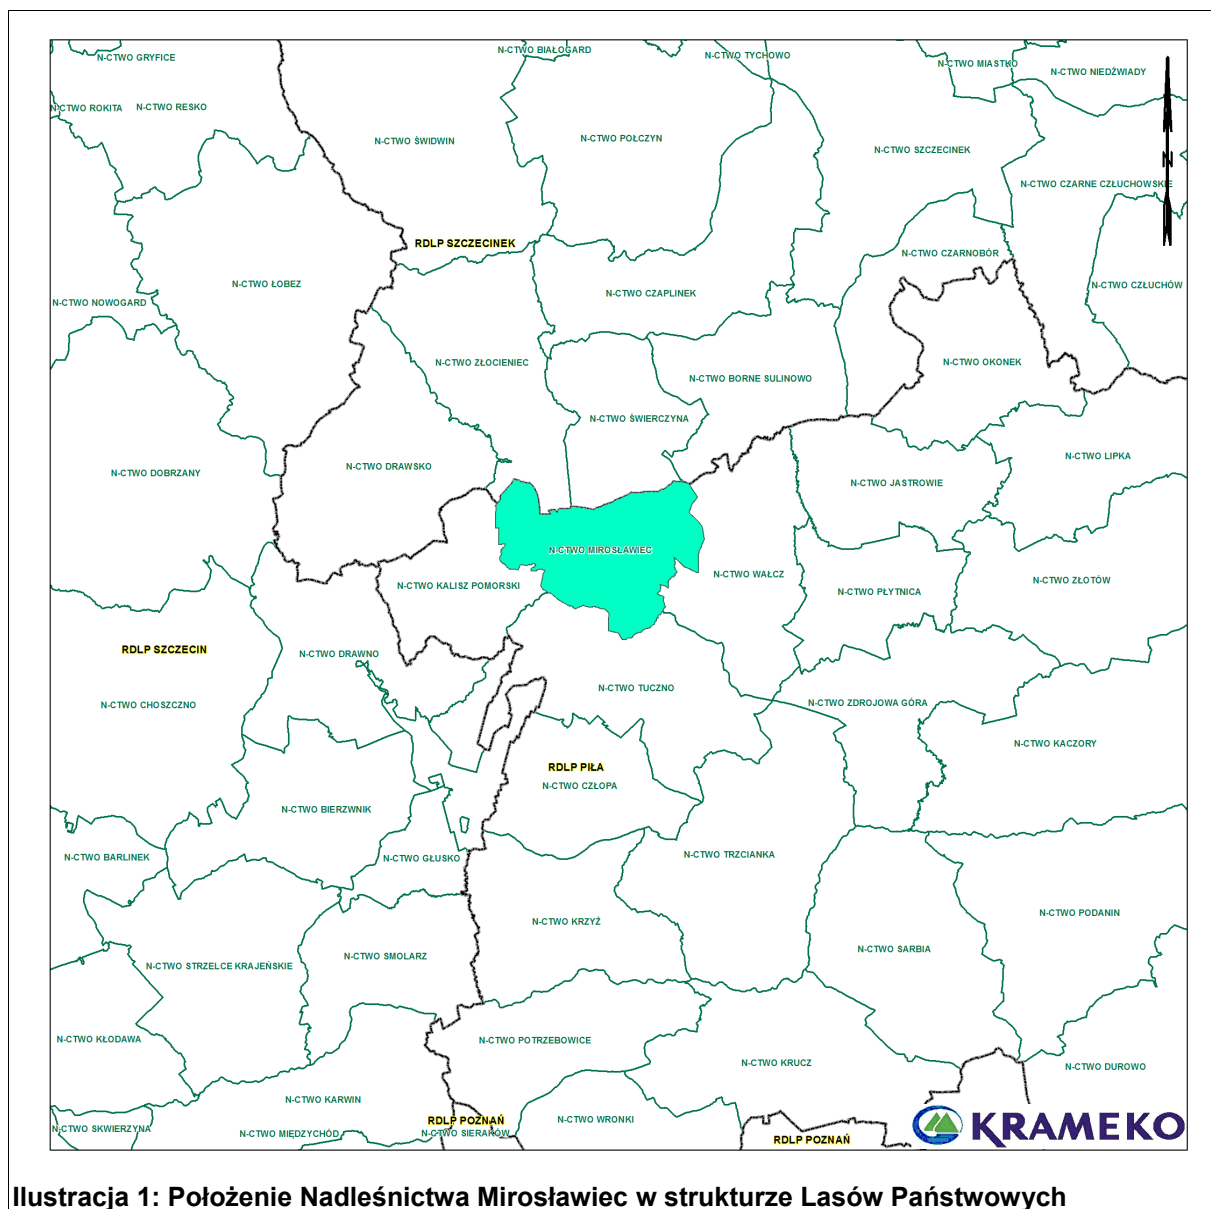 N-CTWO BIAŁOGARD
N-CTWO TYCHOWO
N-CTWO GRYFICE
N-CTWO MIASTKO
N-CTWO NIEDŹWIADY
N-CTWO ROKITA
N-CTWO RESKO
N-CTWO ŚWIDWIN
N-CTWO POŁCZYN
N-CTWO SZCZECINEK
N
N-CTWO CZARNE CZŁUCHOWSKIE
RDLP SZCZECINEK
N-CTWO CZARNOBÓR
N-CTWO ŁOBEZ
N-CTWO CZŁUCHÓW
N-CTWO CZAPLINEK
N-CTWO NOWOGARD
N-CTWO ZŁOCIENIEC
N-CTWO OKONEK
N-CTWO BORNE SULINOWO
N-CTWO ŚWIERCZYNA
N-CTWO LIPKA
N-CTWO DRAWSKO
N-CTWO DOBRZANY
N-CTWO JASTROWIE
N-CTWO MIROSŁAWIEC
N-CTWO WAŁCZ
N-CTWO ZŁOTÓW
N-CTWO KALISZ POMORSKI
N-CTWO PŁYTNICA
RDLP SZCZECIN
N-CTWO DRAWNO
N-CTWO TUCZNO
N-CTWO CHOSZCZNO
N-CTWO ZDROJOWA GÓRA
N-CTWO KACZORY
RDLP PIŁA
N-CTWO CZŁOPA
N-CTWO BIERZWNIK
N-CTWO BARLINEK
N-CTWO GŁUSKO
N-CTWO TRZCIANKA
N-CTWO PODANIN
N-CTWO KRZYŻ
N-CTWO SARBIA
N-CTWO SMOLARZ
N-CTWO STRZELCE KRAJEŃSKIE
N-CTWO KŁODAWA
N-CTWO POTRZEBOWICE
N-CTWO KRUCZ
N-CTWO DUROWO
N-CTWO KARWIN
RDLP POZNAŃ
N-CTWO WRONKI
N-CTWO SKWIERZYNA
N-CTWO MIĘDZYCHÓD
N-CTWO SIERAKÓW
RDLP POZNAŃ
KRAMEKO
Ilustracja 1: Położenie Nadleśnictwa Mirosławiec w strukturze Lasów Państwowych